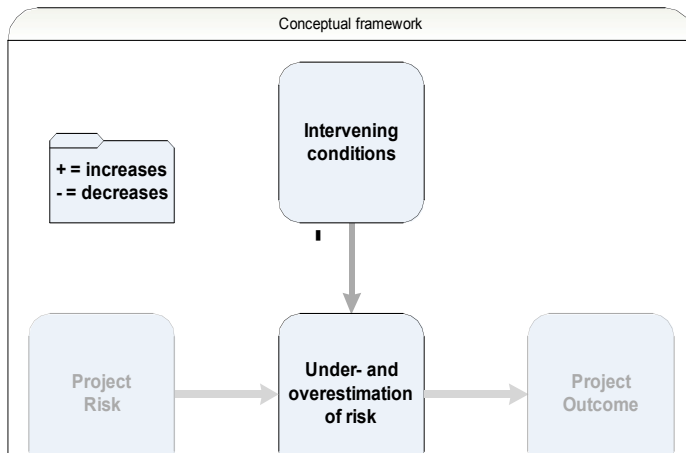 Conceptual framework
Intervening
conditions
+ = increases
- = decreases
Project
Risk
Under- and
overestimation
of risk
Project
Outcome